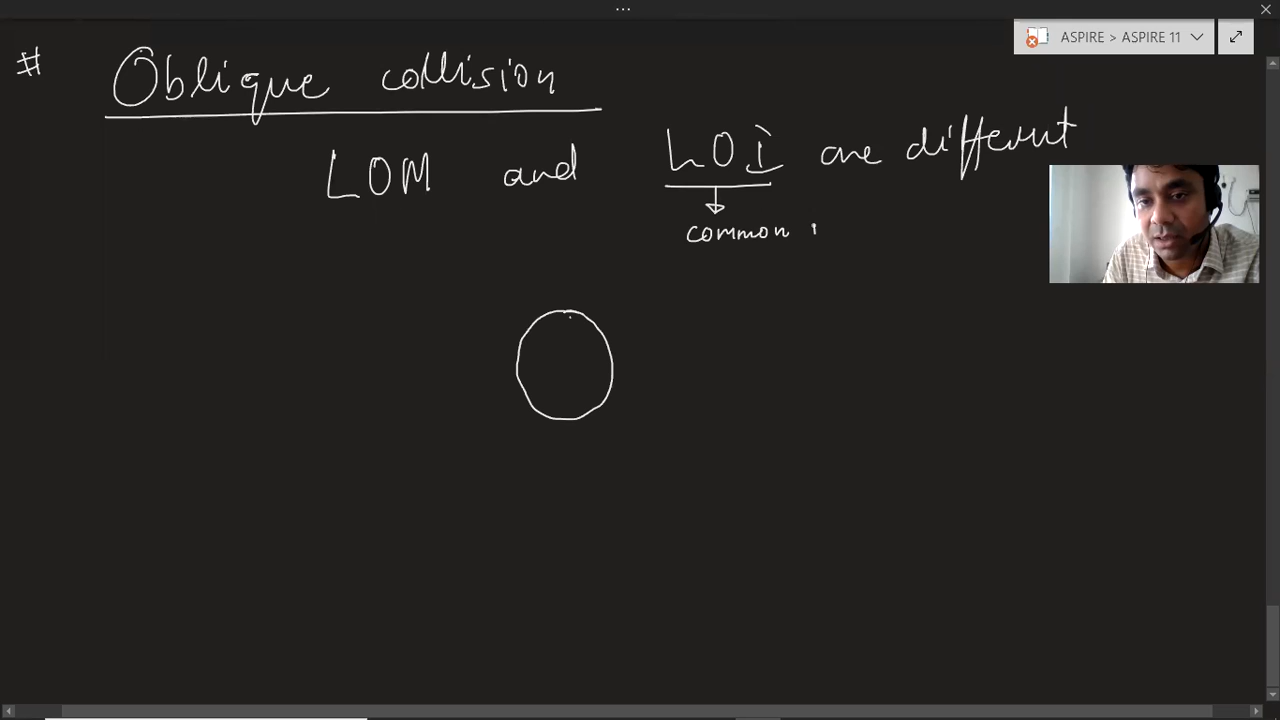 ASPIRE > ASPIRE 11
# Oblique collision
LOM and LOI are different
common